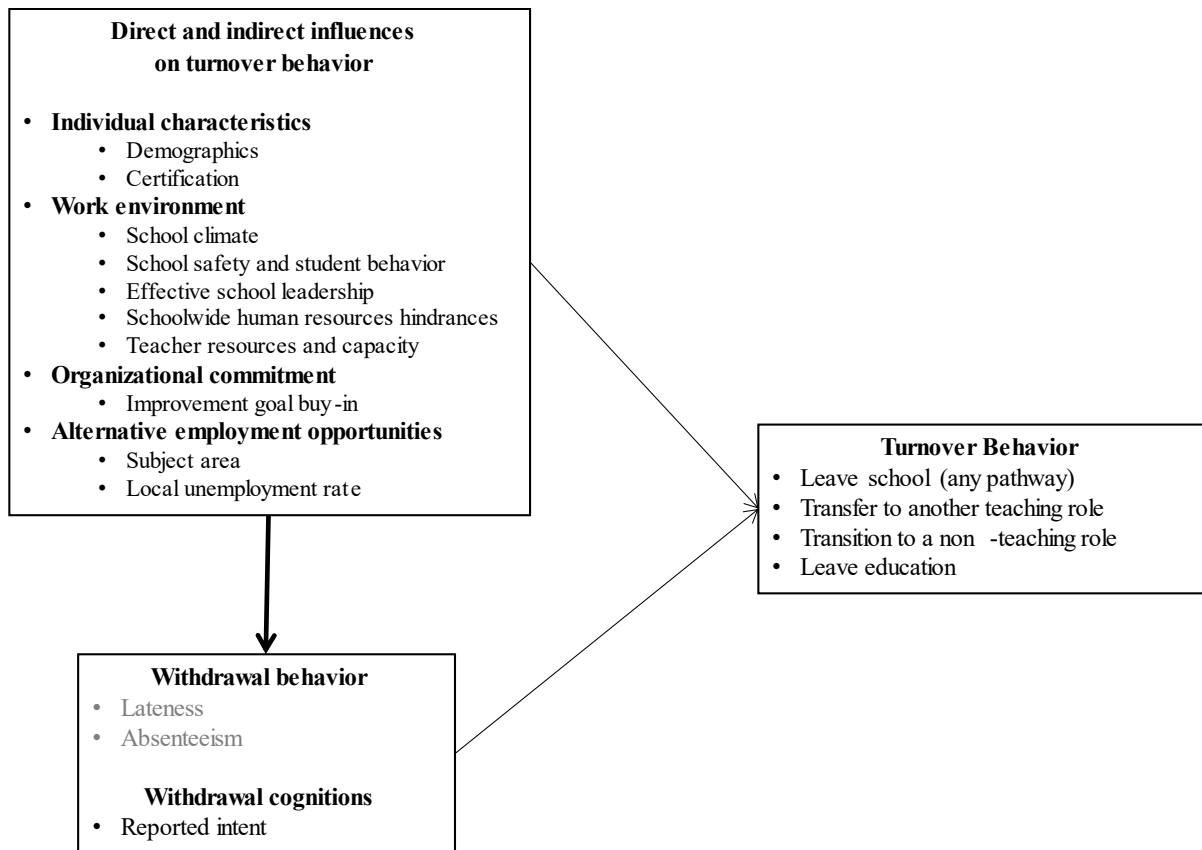 Direct and indirect influences
on turnover behavior
• Individual characteristics
• Demographics
• Certification
• Work environment
• School climate
• School safety and student behavior
• Effective school leadership
• Schoolwide human resources hindrances
• Teacher resources and capacity
• Organizational commitment
• Improvement goal buy-in
• Alternative employment opportunities
• Subject area
• Local unemployment rate
Turnover Behavior
• Leave school (any pathway)
• Transfer to another teaching role
• Transition to a non -teaching role
• Leave education
Withdrawal behavior
• Lateness
• Absenteeism
Withdrawal cognitions
• Reported intent